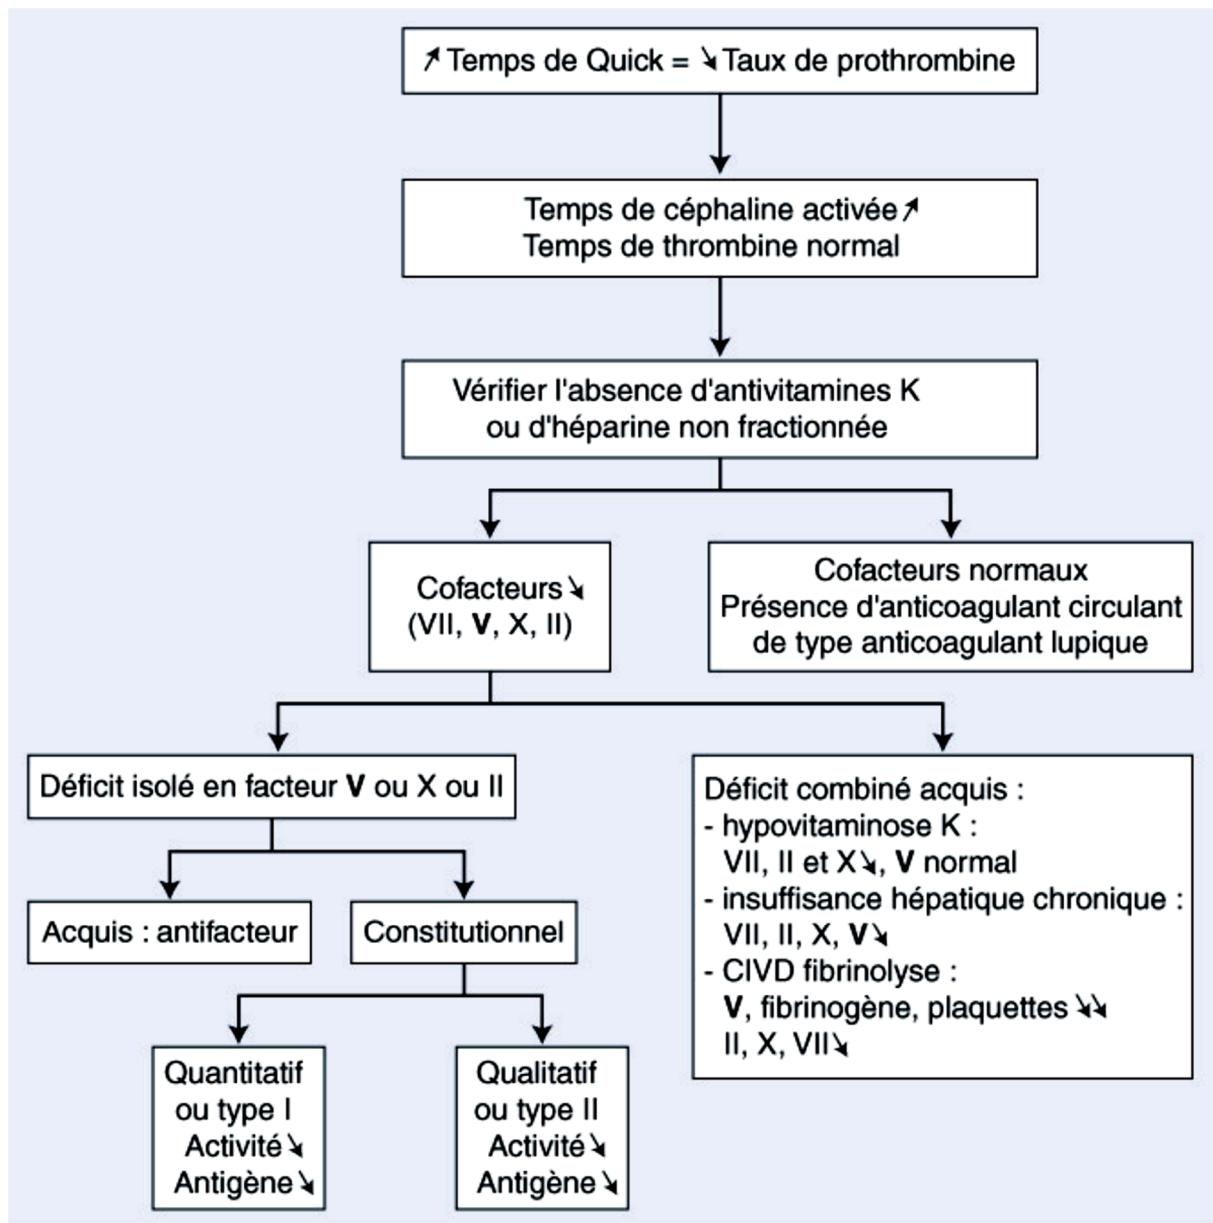 ↗ Temps de Quick = ↘ Taux de prothrombine
Temps de céphaline activée ↗
Temps de thrombine normal
Vérifier l'absence d'antivitamines K
ou d'héparine non fractionnée
Cofacteurs ↘
(VII, V, X, II)
Cofacteurs normaux
Présence d'anticoagulant circulant
de type anticoagulant lupique
Déficit isolé en facteur V ou X ou II
Acquis : antifacteur
Constitutionnel
Quantitatif
ou type I
Activité ↘
Antigène ↘
Qualitatif
ou type II
Activité ↘
Antigène ↘
Déficit combiné acquis :
- hypovitaminose K :
VII, II et X ↘, V normal
- insuffisance hépatique chronique :
VII, II, X, V ↘
- CIVD fibrinolyse :
V, fibrinogène, plaquettes ↘↘
II, X, VII ↘